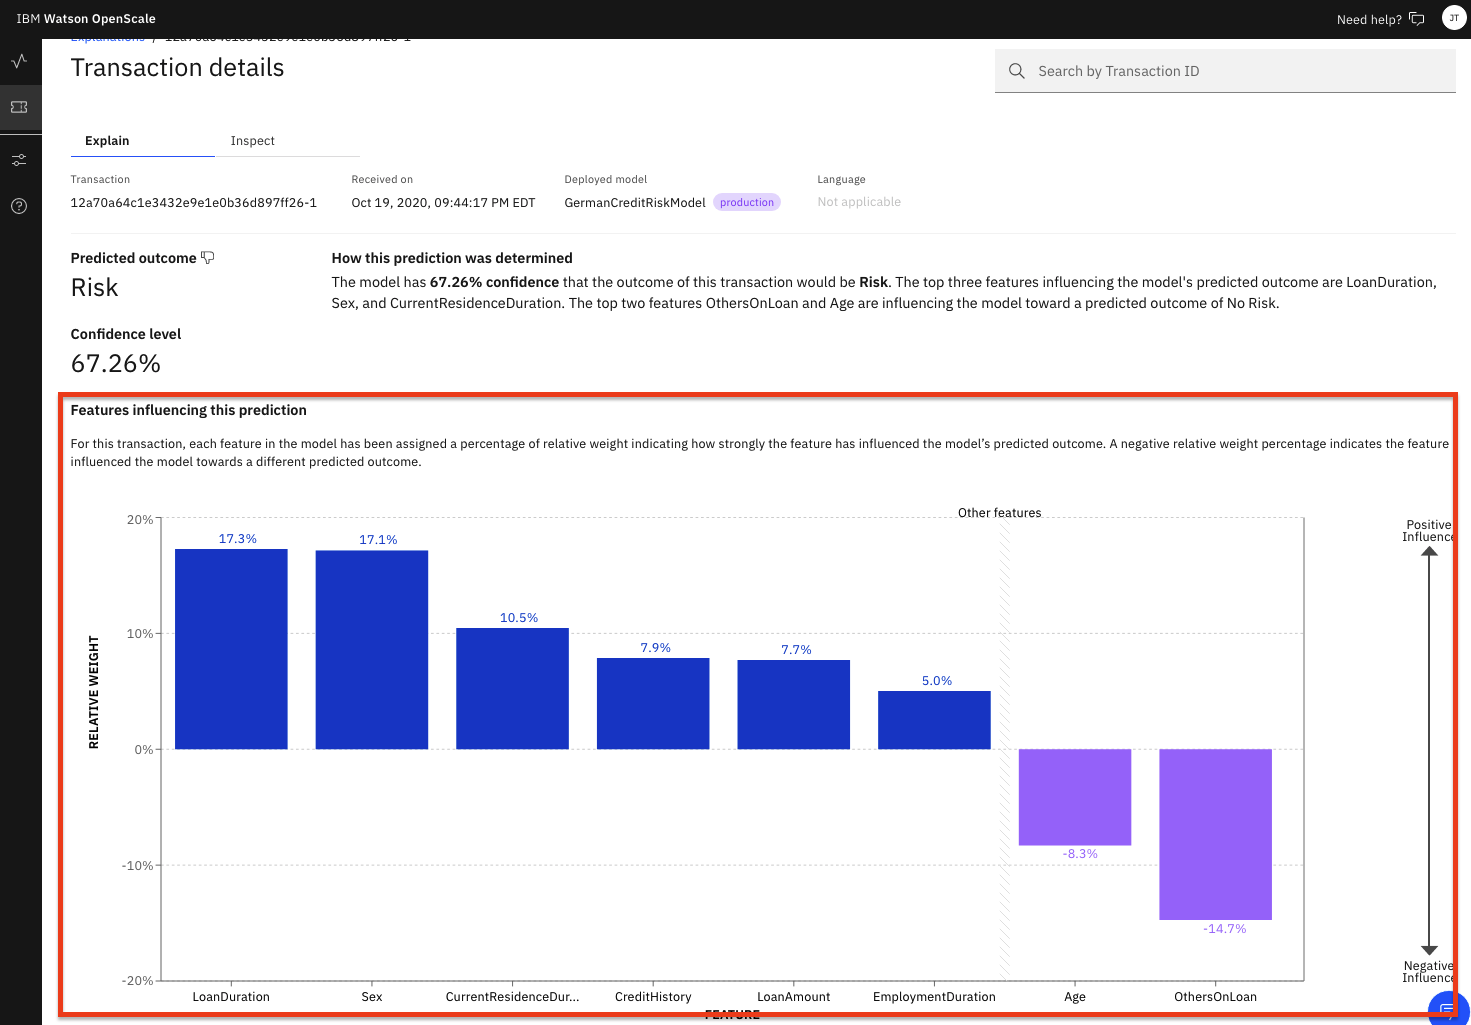 IBM Watson OpenScale
Need help?
JT
Explanations / 12a70a64c1e3432e9e1e0b36d897ff26-1
Transaction details
Search by Transaction ID
Explain
Inspect
Transaction
Received on
Deployed model
Language
12a70a64c1e3432e9e1e0b36d897ff26-1
Oct 19, 2020, 09:44:17 PM EDT
GermanCreditRiskModel
production
Not applicable
Predicted outcome
Risk
Confidence level
67.26%
How this prediction was determined
The model has 67.26% confidence that the outcome of this transaction would be Risk. The top three features influencing the model's predicted outcome are LoanDuration,
Sex, and CurrentResidenceDuration. The top two features OthersOnLoan and Age are influencing the model toward a predicted outcome of No Risk.
Features influencing this prediction
For this transaction, each feature in the model has been assigned a percentage of relative weight indicating how strongly the feature has influenced the model’s predicted outcome. A negative relative weight percentage indicates the feature
influenced the model towards a different predicted outcome.
Other features
Positive
Influence
RELATIVE WEIGHT
20%
10%
0%
-10%
-20%
17.3%
17.1%
10.5%
7.9%
7.7%
5.0%
-8.3%
-14.7%
Negative
Influence
LoanDuration
Sex
CurrentResidenceDur...
CreditHistory
LoanAmount
EmploymentDuration
Age
OthersOnLoan
FEATURE